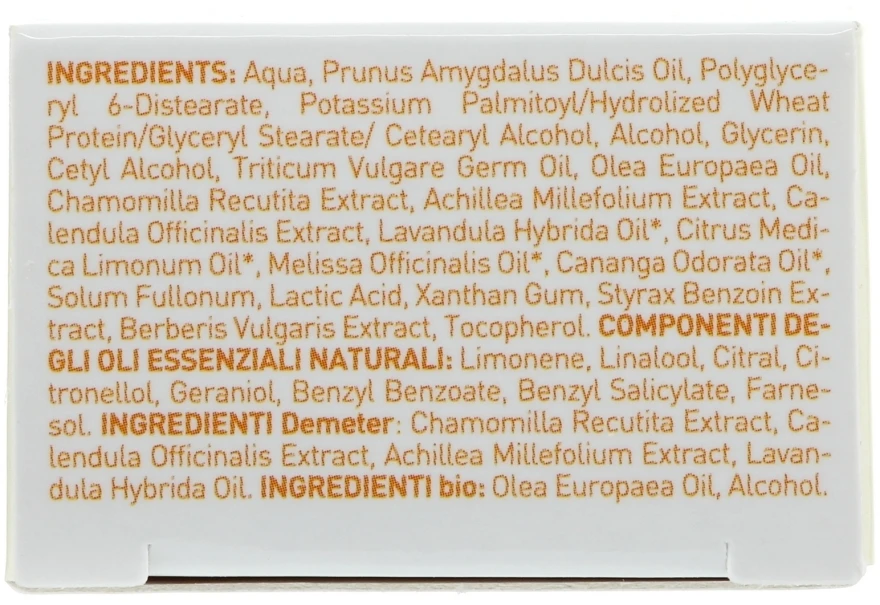 INGREDIENTS: Aqua, Prunus Amygdalus Dulcis Oil, Polyglyce-
ryl 6-Distearate, Potassium Palmitoyl/Hydrolized Wheat
Protein/Glyceryl Stearate/ Cetearyl Alcohol, Alcohol, Glycerin,
Cetyl Alcohol, Triticum Vulgare Germ Oil, Olea Europaea Oil,
Chamomilla Recutita Extract, Achillea Millefolium Extract, Ca-
lendula Officinalis Extract, Lavandula Hybrida Oil*, Citrus Medi-
ca Limonum Oil*, Melissa Officinalis Oil*, Cananga Odorata Oil*,
Solum Fullonum, Lactic Acid, Xanthan Gum, Styrax Benzoin Ex-
tract, Berberis Vulgaris Extract, Tocopherol. COMPONENTI DE-
GLI OLI ESSENZIALI NATURALI: Limonene, Linalool, Citral, Ci-
tronellol, Geraniol, Benzyl Benzoate, Benzyl Salicylate, Farne-
sol. INGREDIENTI Demeter: Chamomilla Recutita Extract, Ca-
lendula Officinalis Extract, Achillea Millefolium Extract, Lavan-
dula Hybrida Oil. INGREDIENTI bio: Olea Europaea Oil, Alcohol.